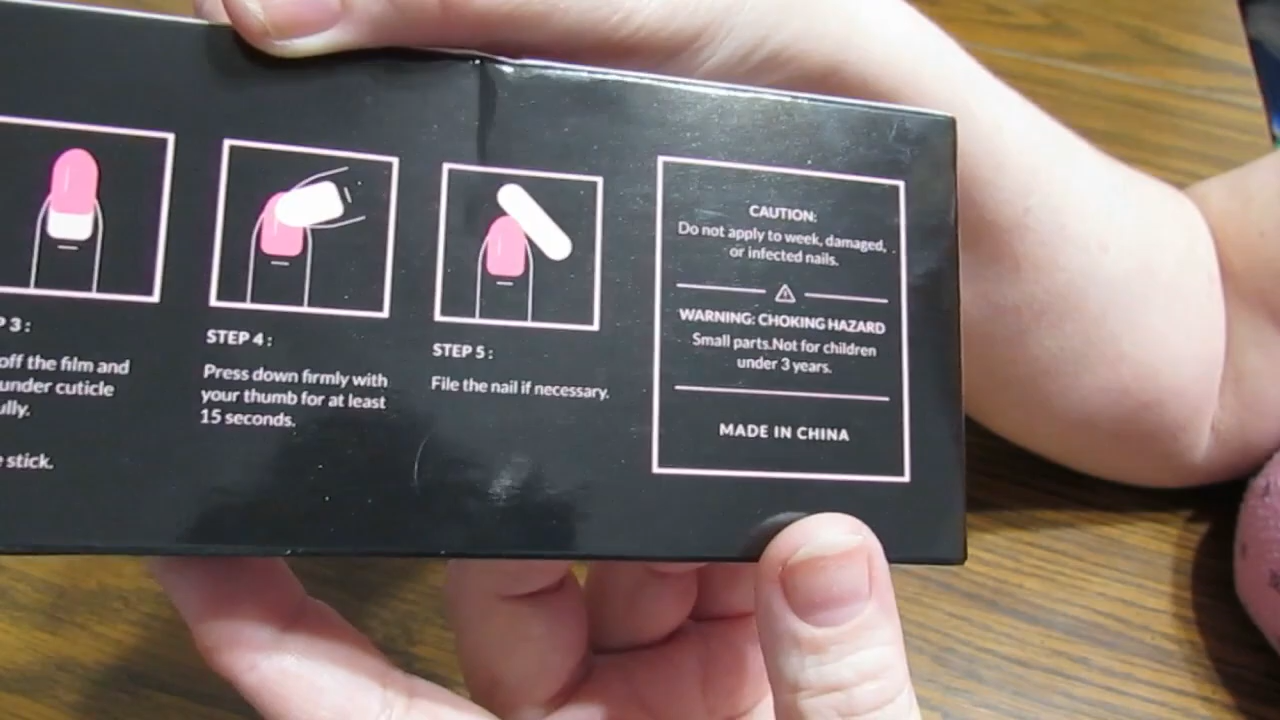 P 3:
off the film and
under cuticle
ully.
stick.
STEP 4:
Press down firmly with
your thumb for at least
15 seconds.
STEP 5:
File the nail if necessary.
CAUTION:
Do not apply to week, damaged,
or infected nails.
WARNING: CHOKING HAZARD
Small parts.Not for children
under 3 years.
MADE IN CHINA